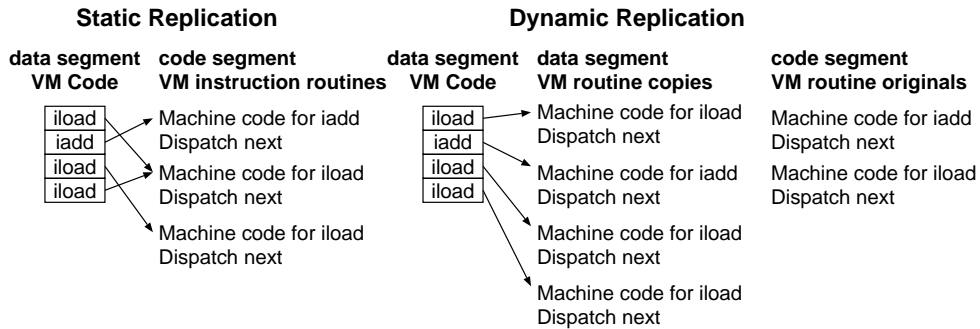 Static Replication
data segment
VM Code
code segment
VM instruction routines
iload
iadd
iload
iload
Machine code for iadd
Dispatch next
Machine code for iload
Dispatch next
Machine code for iload
Dispatch next
Dynamic Replication
data segment
VM Code
data segment
VM routine copies
code segment
VM routine originals
iload
iadd
iload
iload
Machine code for iload
Dispatch next
Machine code for iadd
Dispatch next
Machine code for iload
Dispatch next
Machine code for iload
Dispatch next
Machine code for iadd
Dispatch next
Machine code for iload
Dispatch next